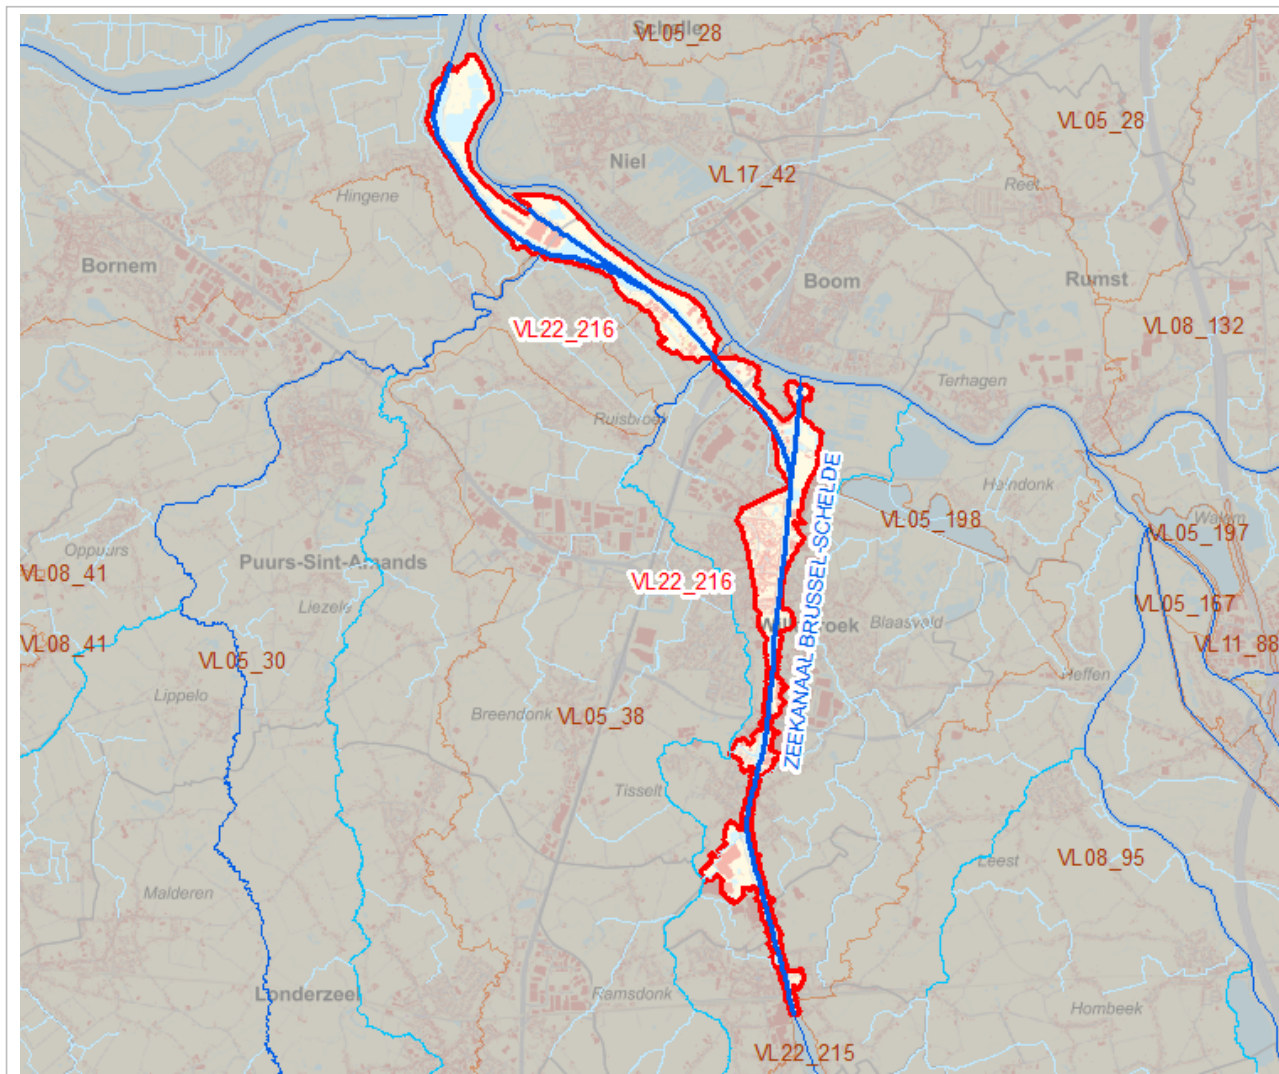 Schelle
VL05_28
VL05_28
Niel
VL17_42
Reet
Hingene
Bornem
Boom
Rumst
VL22_216
VL08_132
Terhagen
Ruisbroek
ZEEKANAAL BRUSSEL-SCHELDE
Heindonk
VL05_198
Walem
VL05_197
Oppuurs
VL08_41
Puurs-Sint-Amands
VL22_216
Liezele
VL05_167
Willebroek
Blaasveld
VL08_41
VL05_30
VL11_88
Heffen
Lippelo
Breendonk
VL05_38
Tisselt
Leest
VL08_95
Malderen
Londerzeel
Ramsdonk
Hombeek
VL22_215